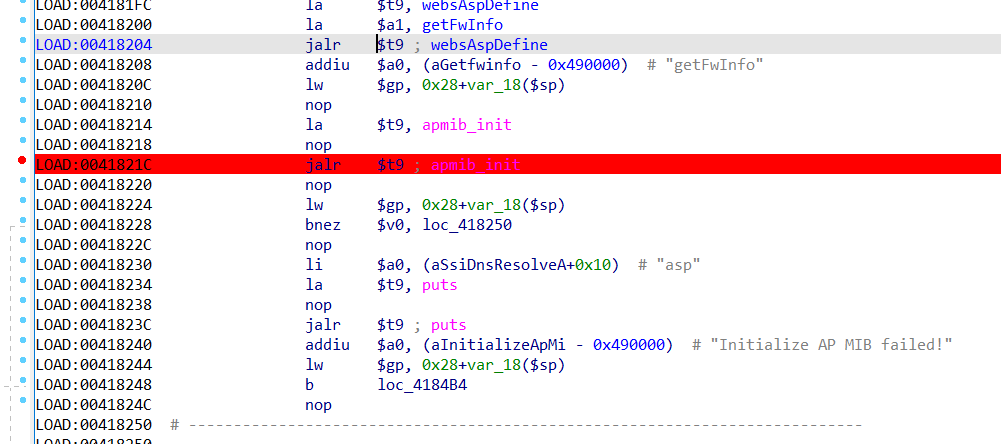 LOAD:004181FC la $t9, websAspDefine
LOAD:00418200 la $a1, getFwInfo
LOAD:00418204 jalr $t9 ; websAspDefine
LOAD:00418208 addiu $a0, (aGetfwinfo - 0x490000) # "getFwInfo"
LOAD:0041820C lw $gp, 0x28+var_18($sp)
LOAD:00418210 nop
LOAD:00418214 la $t9, apmib_init
LOAD:00418218 nop
LOAD:0041821C jalr $t9 ; apmib_init
LOAD:00418220 nop
LOAD:00418224 lw $gp, 0x28+var_18($sp)
LOAD:00418228 bnez $v0, loc_418250
LOAD:0041822C nop
LOAD:00418230 li $a0, (aSsiDnsResolveA+0x10) # "asp"
LOAD:00418234 la $t9, puts
LOAD:00418238 nop
LOAD:0041823C jalr $t9 ; puts
LOAD:00418240 addiu $a0, (aInitializeApMi - 0x490000) # "Initialize AP MIB failed!"
LOAD:00418244 lw $gp, 0x28+var_18($sp)
LOAD:00418248 b loc_4184B4
LOAD:0041824C nop
LOAD:00418250 # ---------------------------------------------------------------------------
LOAD:00418250